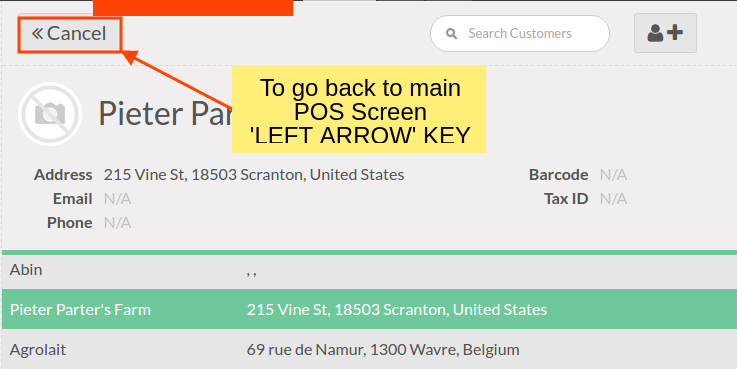 « Cancel
Search Customers
To go back to main
POS Screen
'LEFT ARROW' KEY
Pieter
Address 215 Vine St, 18503 Scranton, United States
Barcode N/A
Email N/A
Tax ID N/A
Phone N/A
Abin , ,
Pieter Parter's Farm 215 Vine St, 18503 Scranton, United States
Agrolait 69 rue de Namur, 1300 Wavre, Belgium